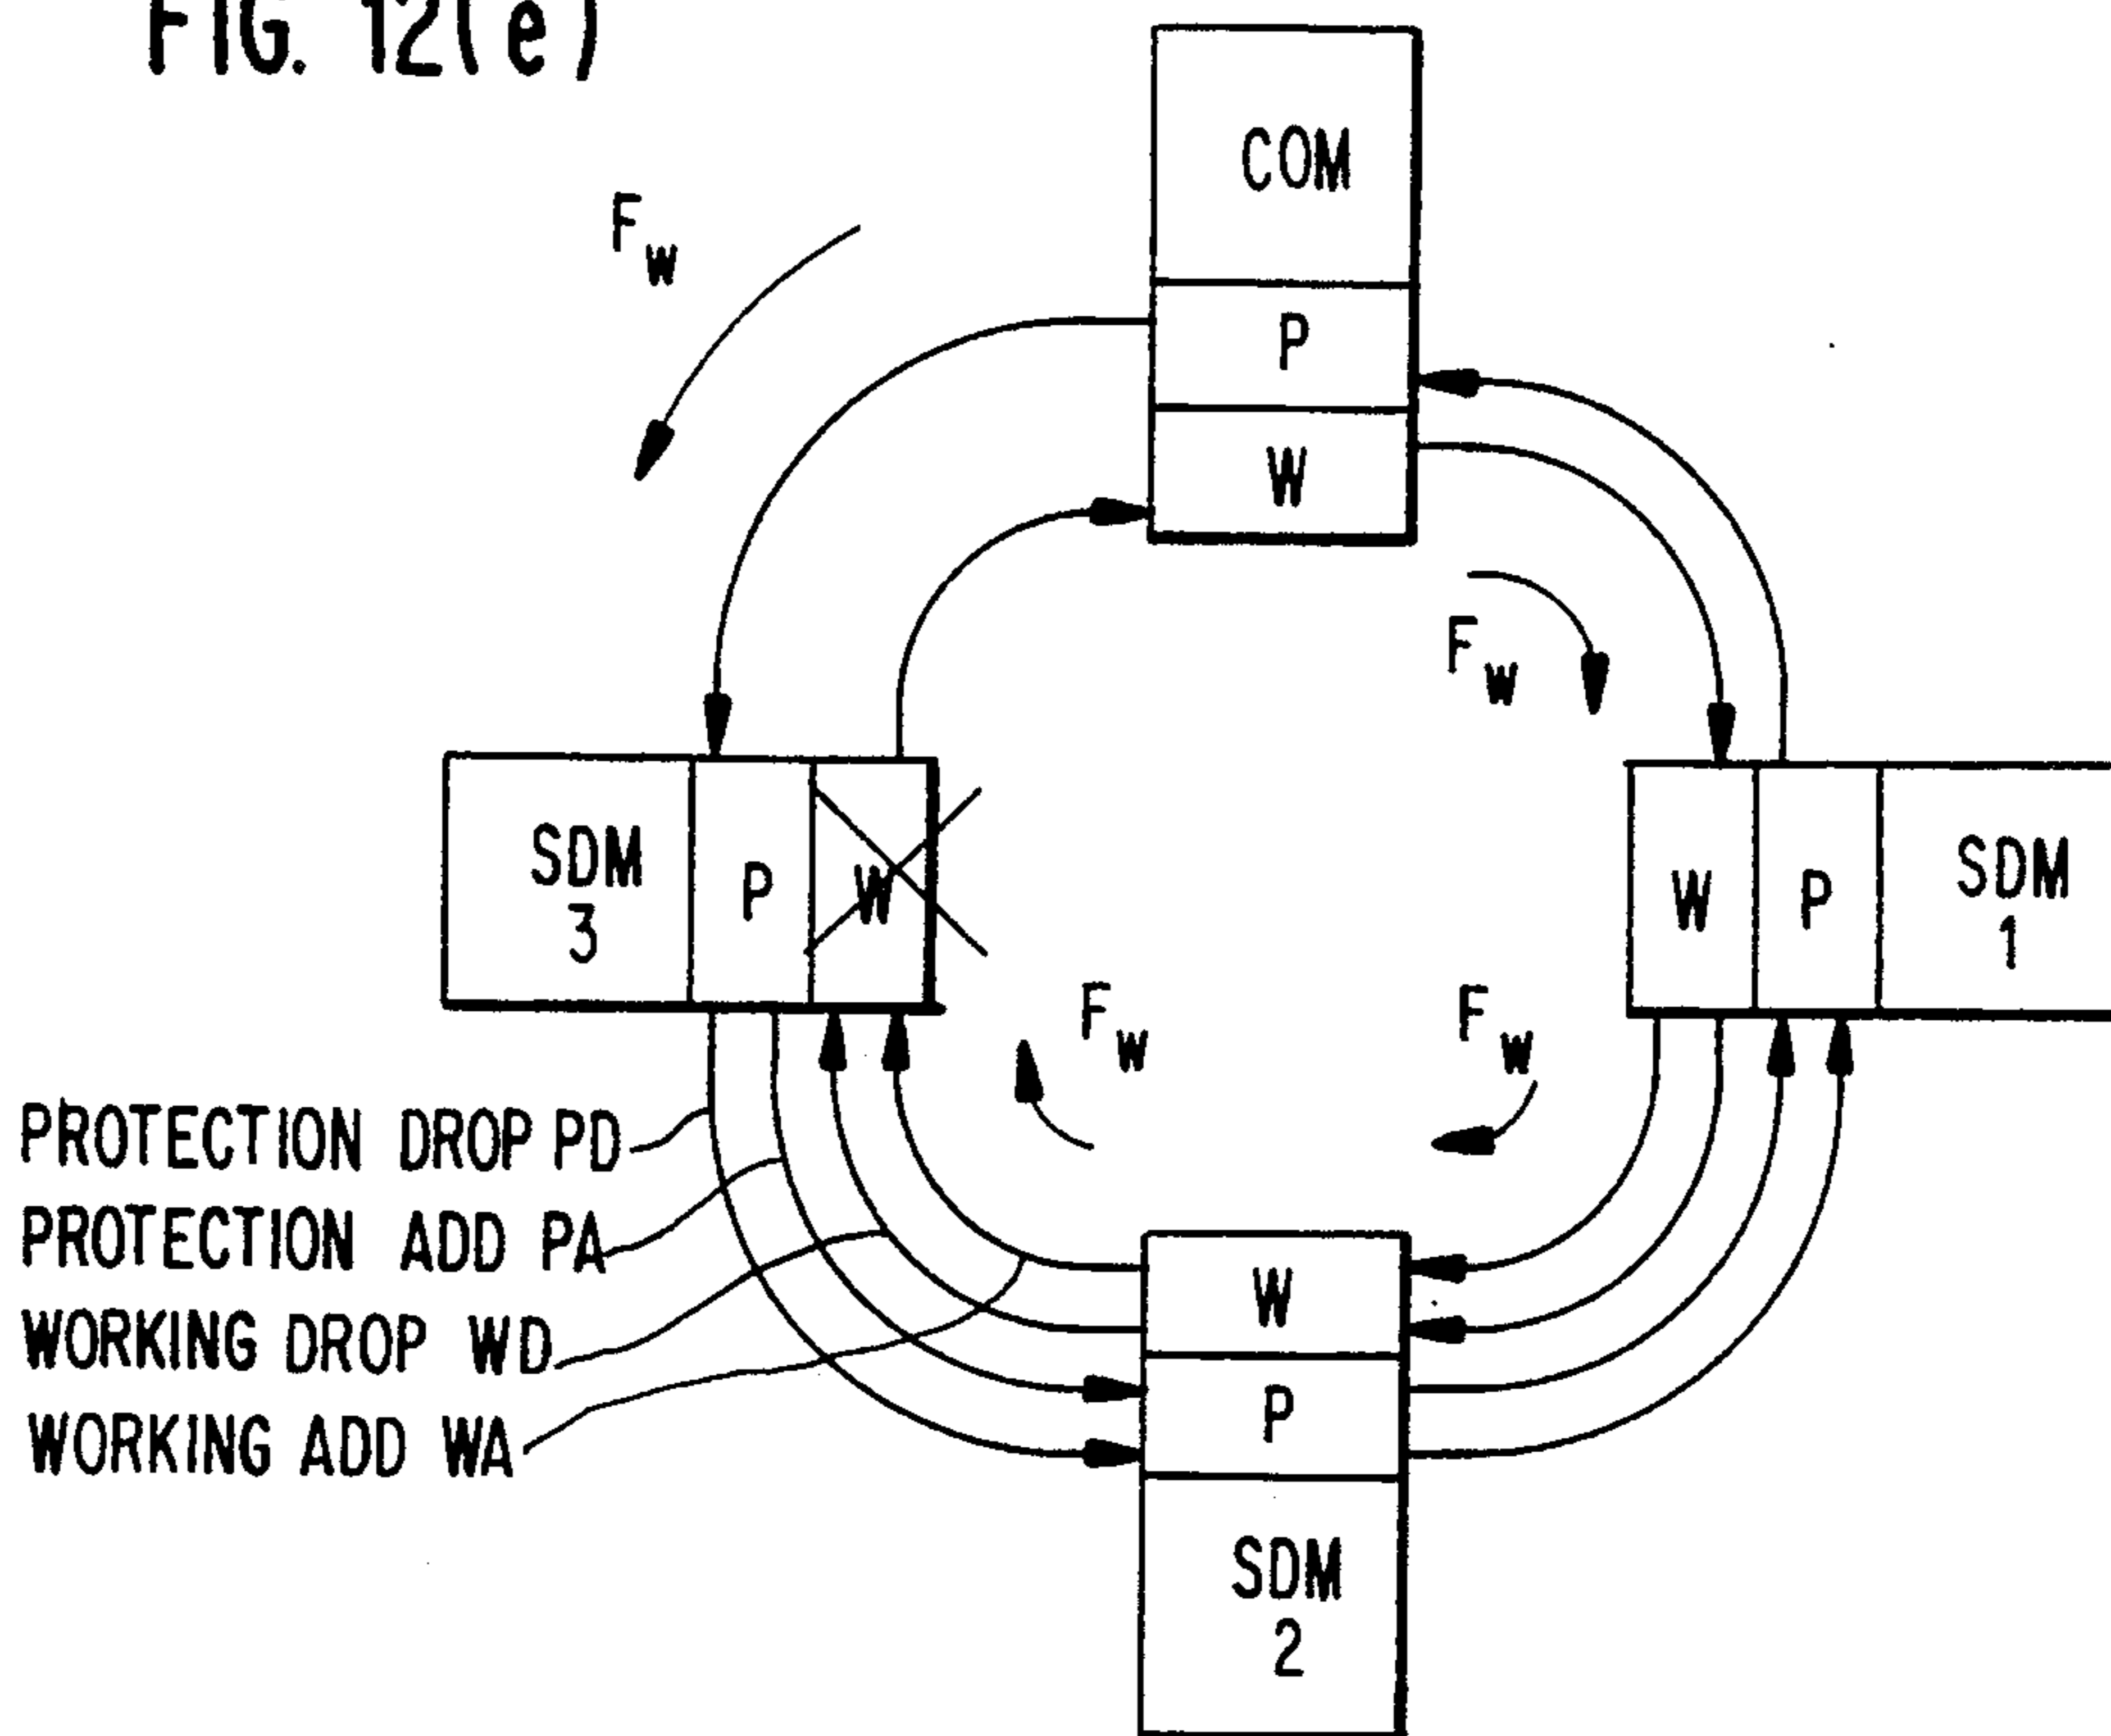 FIG. 12(e)
COM
P
W
F W
F W
SDM
3
P
W
W
P
SDM
1
F W
F W
PROTECTION DROP PD
PROTECTION ADD PA
WORKING DROP WD
WORKING ADD WA
W
P
SDM
2